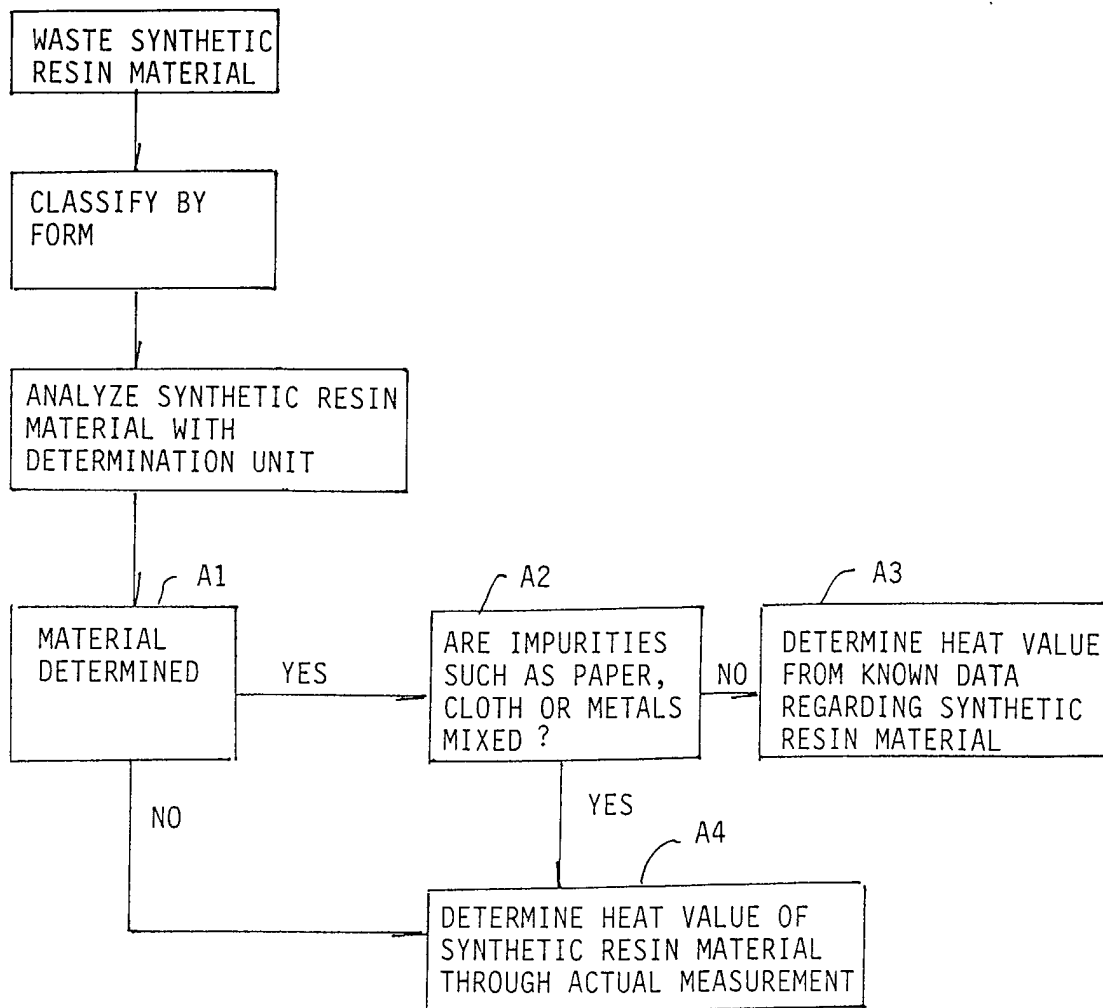 WASTE SYNTHETIC
RESIN MATERIAL
CLASSIFY BY
FORM
ANALYZE SYNTHETIC RESIN
MATERIAL WITH
DETERMINATION UNIT
A1
MATERIAL
DETERMINED
YES
NO
A2
ARE IMPURITIES
SUCH AS PAPER,
CLOTH OR METALS
MIXED ?
NO
YES
A3
DETERMINE HEAT VALUE
FROM KNOWN DATA
REGARDING SYNTHETIC
RESIN MATERIAL
A4
DETERMINE HEAT VALUE OF
SYNTHETIC RESIN MATERIAL
THROUGH ACTUAL MEASUREMENT